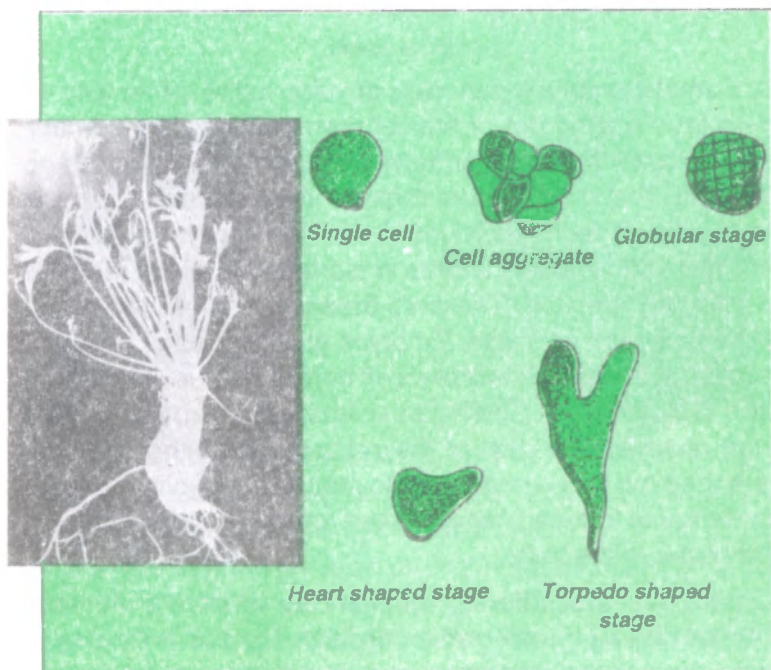 Single cell
Cell aggregate
Globular stage
Heart shaped stage
Torpedo shaped
stage